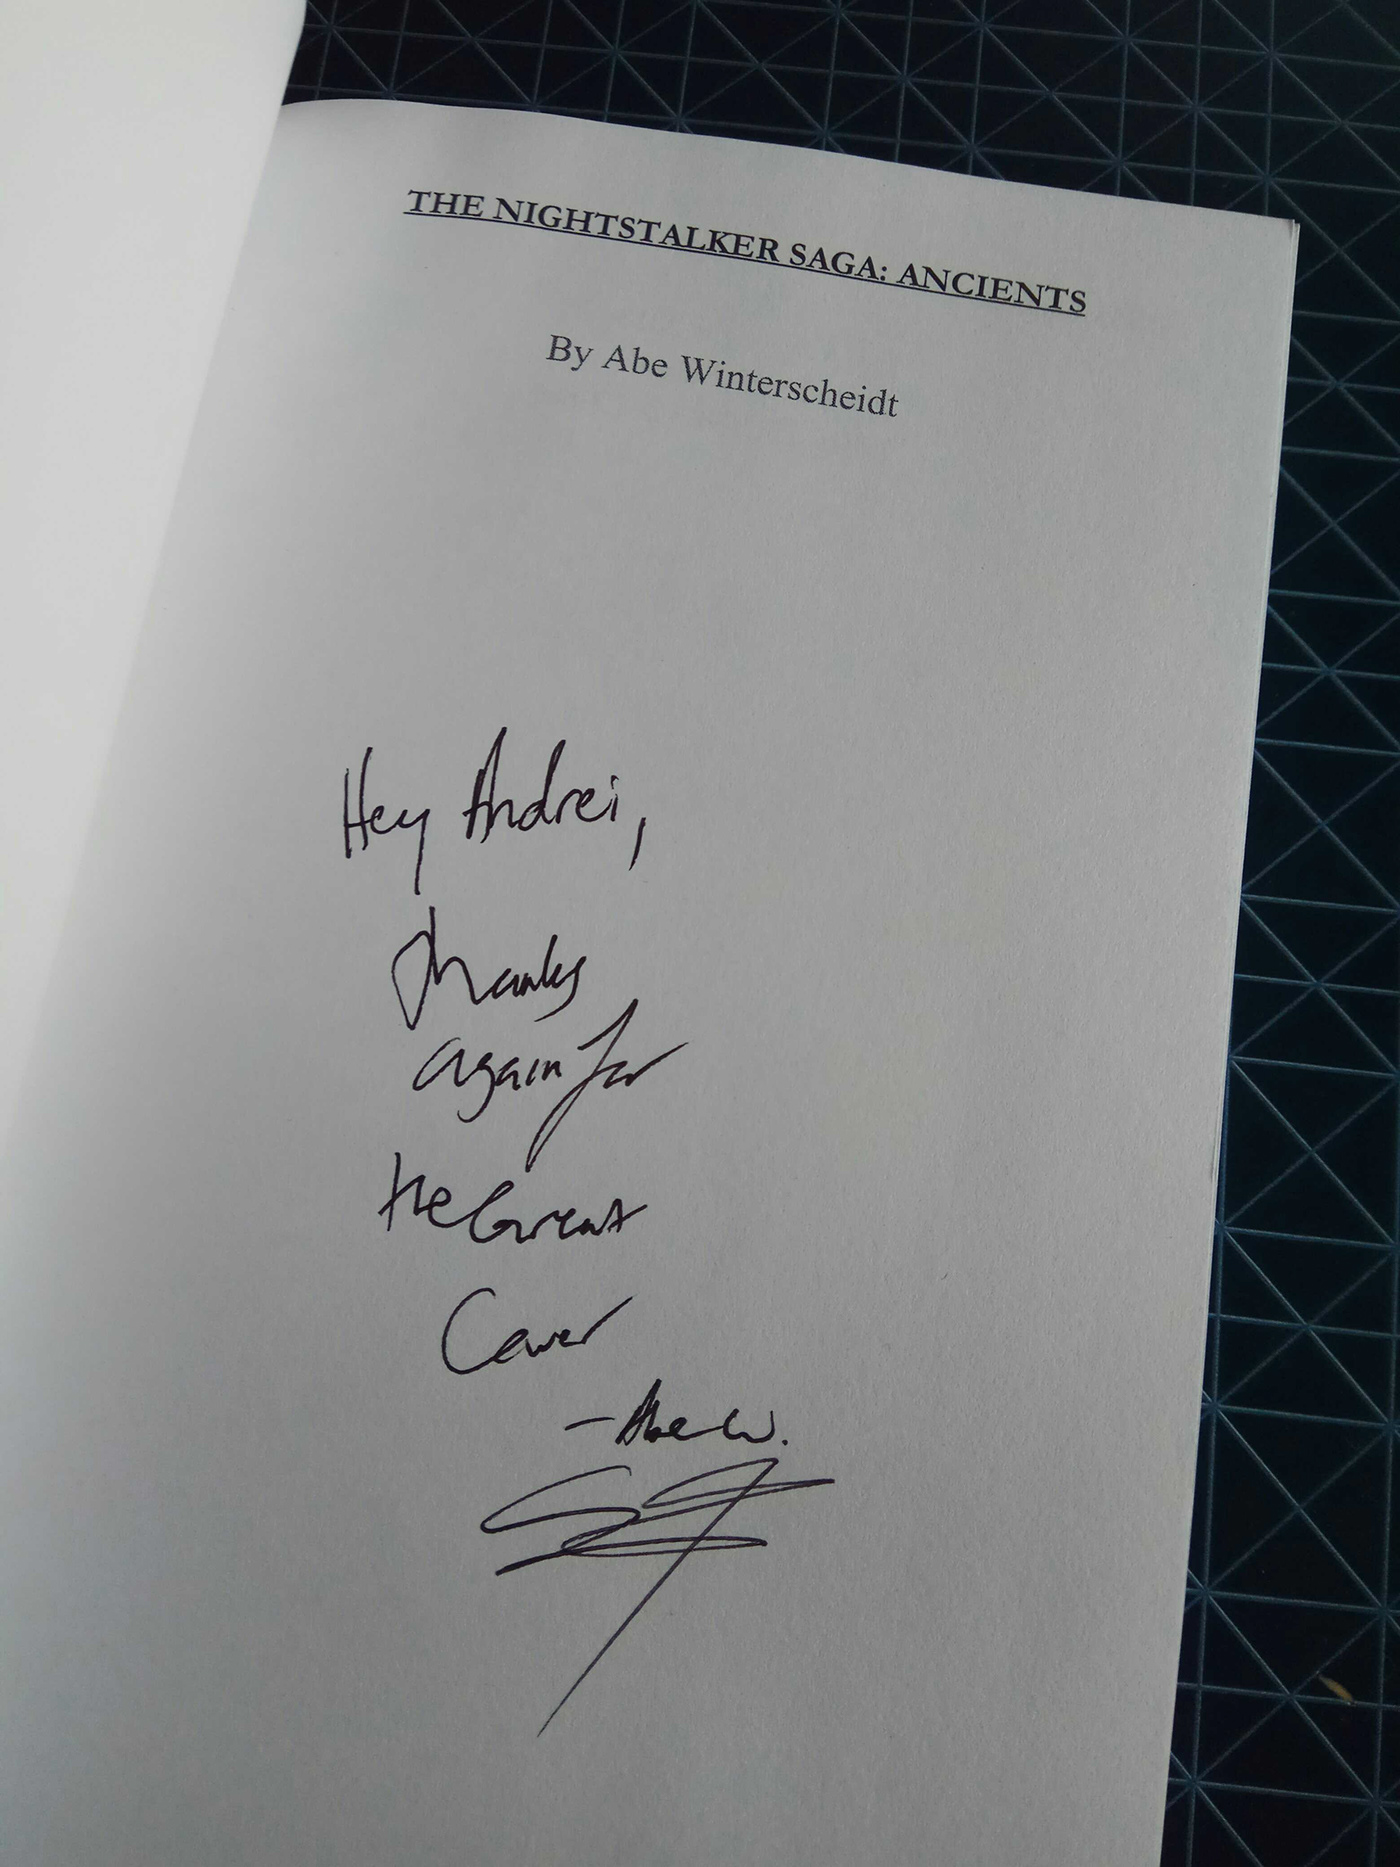 THE NIGHTSTALKER SAGA: ANCIENTS
By Abe Winterscheidt
Hey Andrei,
thanks
again for
the Great
Cover
- Abe W.